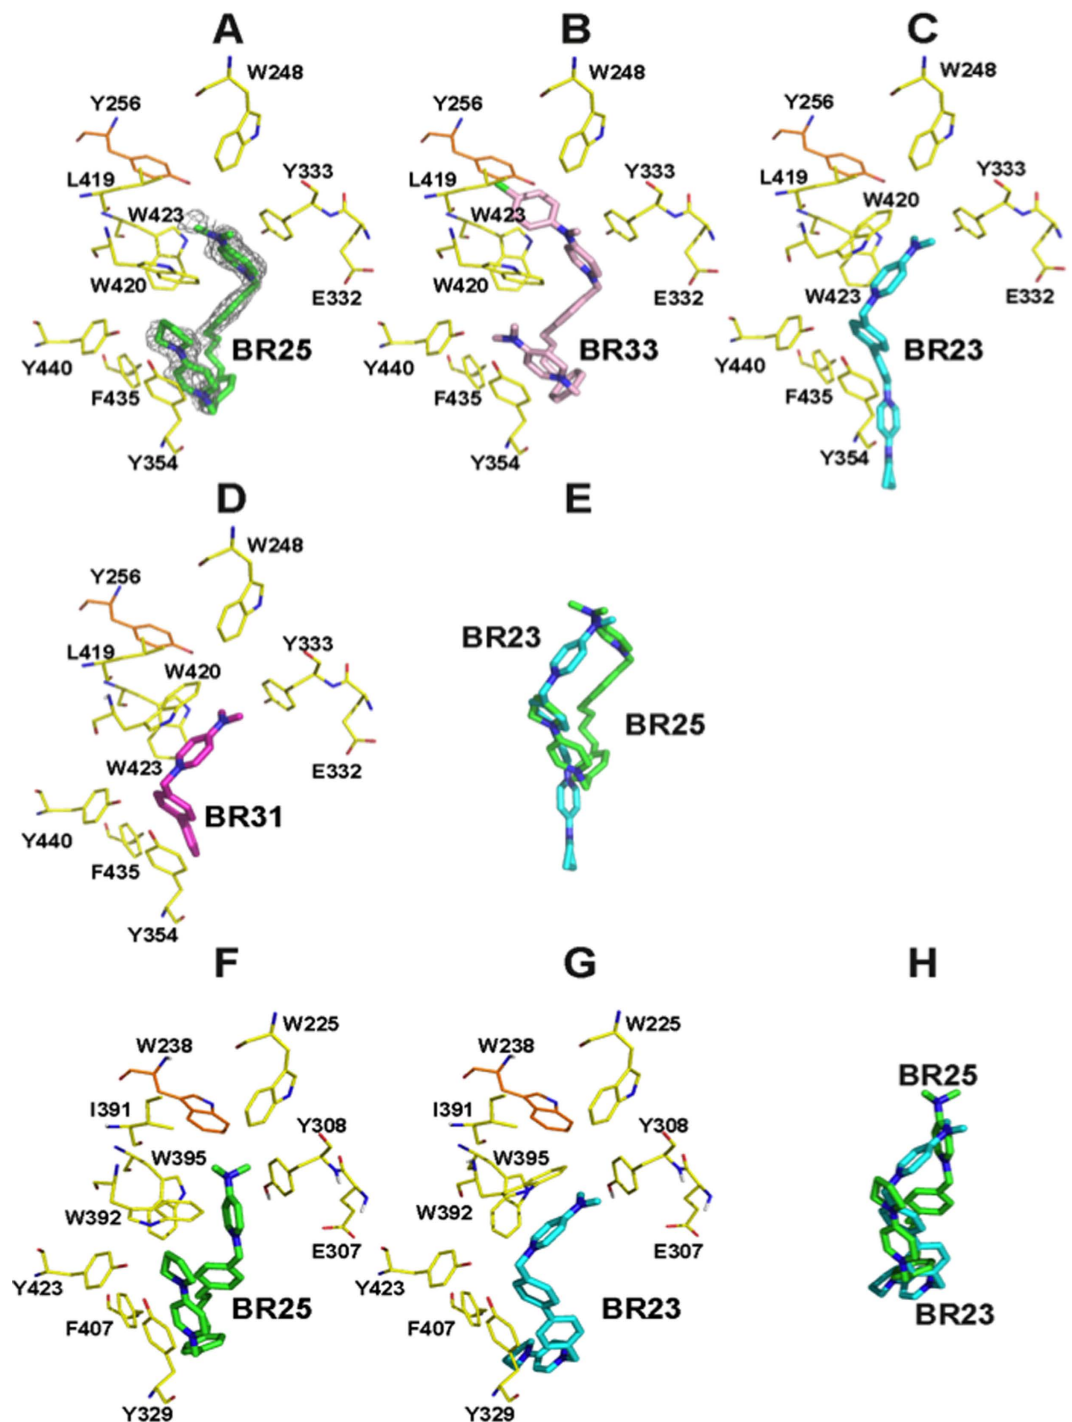 A
W248
Y256
L419
W423
Y333
W420
E332
Y440
F435
BR25
Y354
B
W248
Y256
L419
W423
Y333
W420
E332
Y440
F435
BR33
Y354
C
W248
Y256
L419
W420
Y333
W423
E332
Y440
F435
BR23
Y354
D
W248
Y256
L419
W420
Y333
W423
E332
Y440
F435
BR31
Y354
E
BR23
BR25
F
W225
W238
I391
W395
Y308
W392
E307
Y423
F407
BR25
Y329
G
W225
W238
I391
W395
Y308
W392
E307
Y423
F407
BR23
Y329
H
BR25
BR23